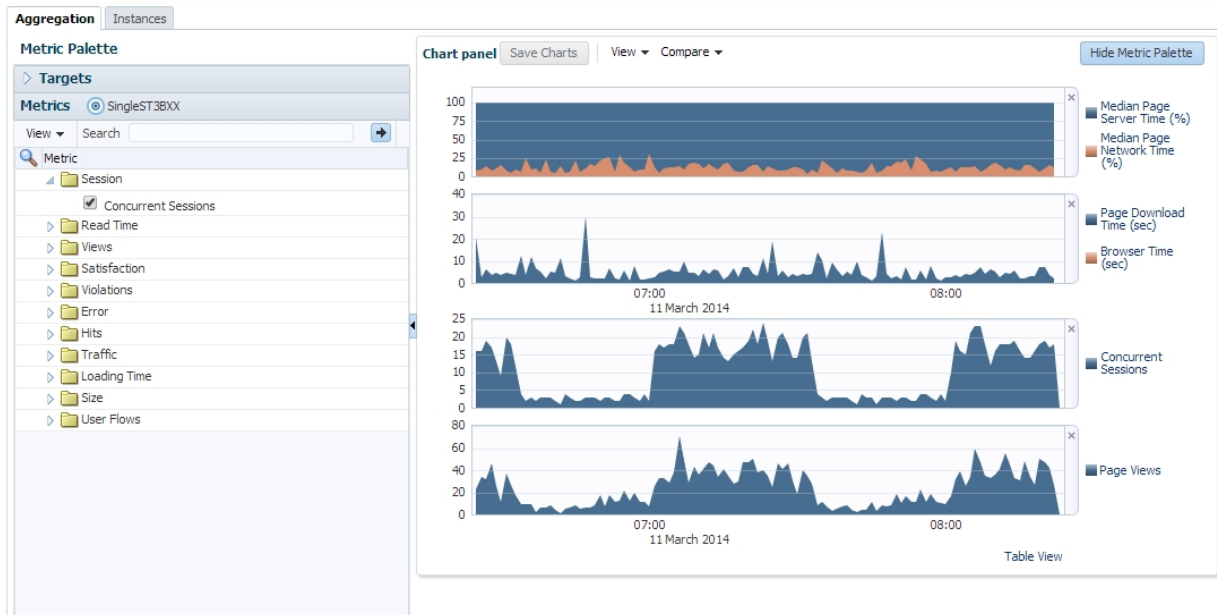 Aggregation
Instances
Metric Palette
Targets
Metrics SingleST3BXX
View Search
Metric
Session
Concurrent Sessions
Read Time
Views
Satisfaction
Violations
Error
Hits
Traffic
Loading Time
Size
User Flows
Chart panel Save Charts View Compare Hide Metric Palette
100
75
50
25
0
Median Page
Server Time (%)
Median Page
Network Time
(%)
40
30
20
10
0
Page Download
Time (sec)
Browser Time
(sec)
07:00 08:00
11 March 2014
25
20
15
10
5
0
Concurrent
Sessions
80
60
40
20
0
Page Views
07:00 08:00
11 March 2014
Table View